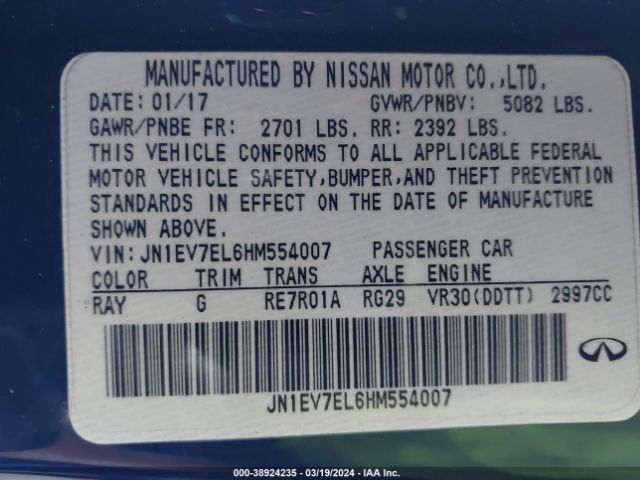 MANUFACTURED BY NISSAN MOTOR CO.,LTD.
DATE: 01/17 GVWR/PNBV: 5082 LBS.
GAWR/PNBE FR: 2701 LBS. RR: 2392 LBS.
THIS VEHICLE CONFORMS TO ALL APPLICABLE FEDERAL
MOTOR VEHICLE SAFETY,BUMPER,AND THEFT PREVENTION
STANDARDS IN EFFECT ON THE DATE OF MANUFACTURE
SHOWN ABOVE.
VIN:JN1EV7EL6HM554007 PASSENGER CAR
COLOR TRIM TRANS AXLE ENGINE
RAY G RE7R01A RG29 VR30(DDTT) 2997CC
JN1EV7EL6HM554007
000-38924235 - 03/19/2024 - IAA Inc.